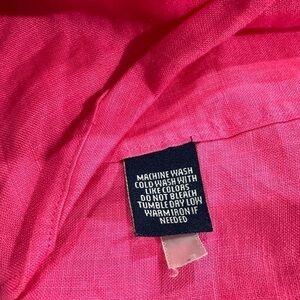 MACHINE WASH
COLD WASH WITH
LIKE COLORS
DO NOT BLEACH
TUMBLE DRY LOW
WARM IRON IF
NEEDED